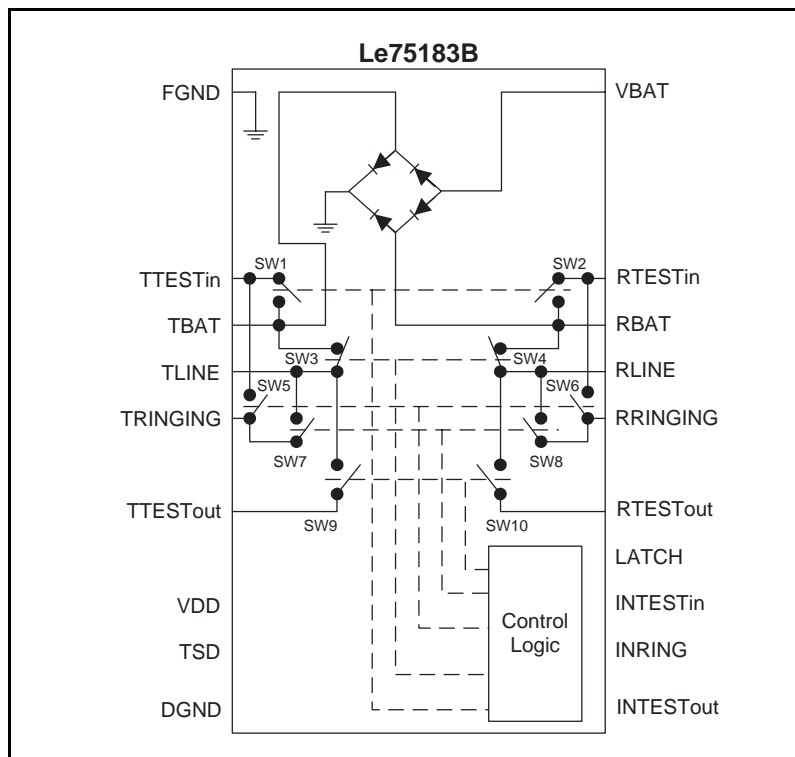 Le75183B
FGND
VBAT
SW1
SW2
TTESTin
RTESTin
TBAT
RBAT
SW3
SW4
TLINE
RLINE
SW5
SW6
TRINGING
RRINGING
SW7
SW8
TTESTout
RTESTout
SW9
SW10
LATCH
VDD
INTESTin
Control
Logic
TSD
INRING
DGND
INTESTout